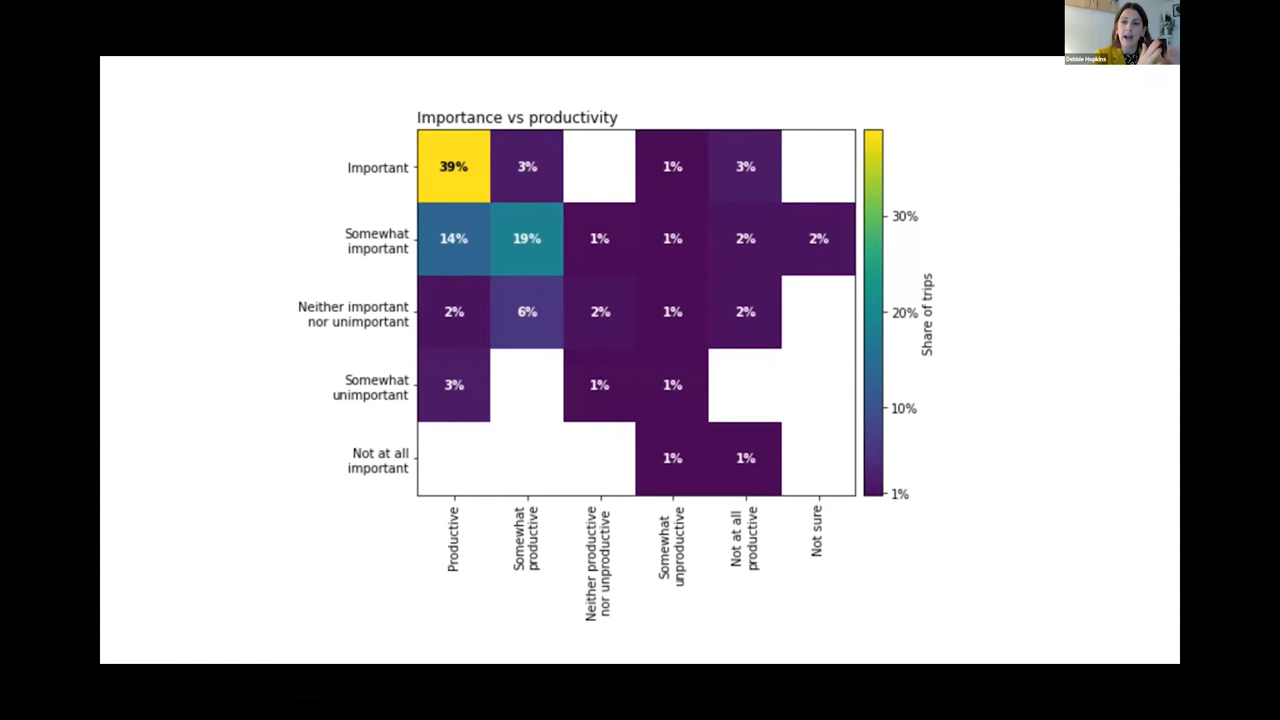 Debbie Hopkins
Importance vs productivity
Important
39%
3%
1%
3%
Somewhat
important
14%
19%
1%
1%
2%
2%
Neither important
nor unimportant
2%
6%
2%
1%
2%
Somewhat
unimportant
3%
1%
1%
Not at all
important
1%
1%
Productive
Somewhat
productive
Neither productive
nor unproductive
Somewhat
unproductive
Not at all
productive
Not sure
30%
20%
10%
1%
Share of trips